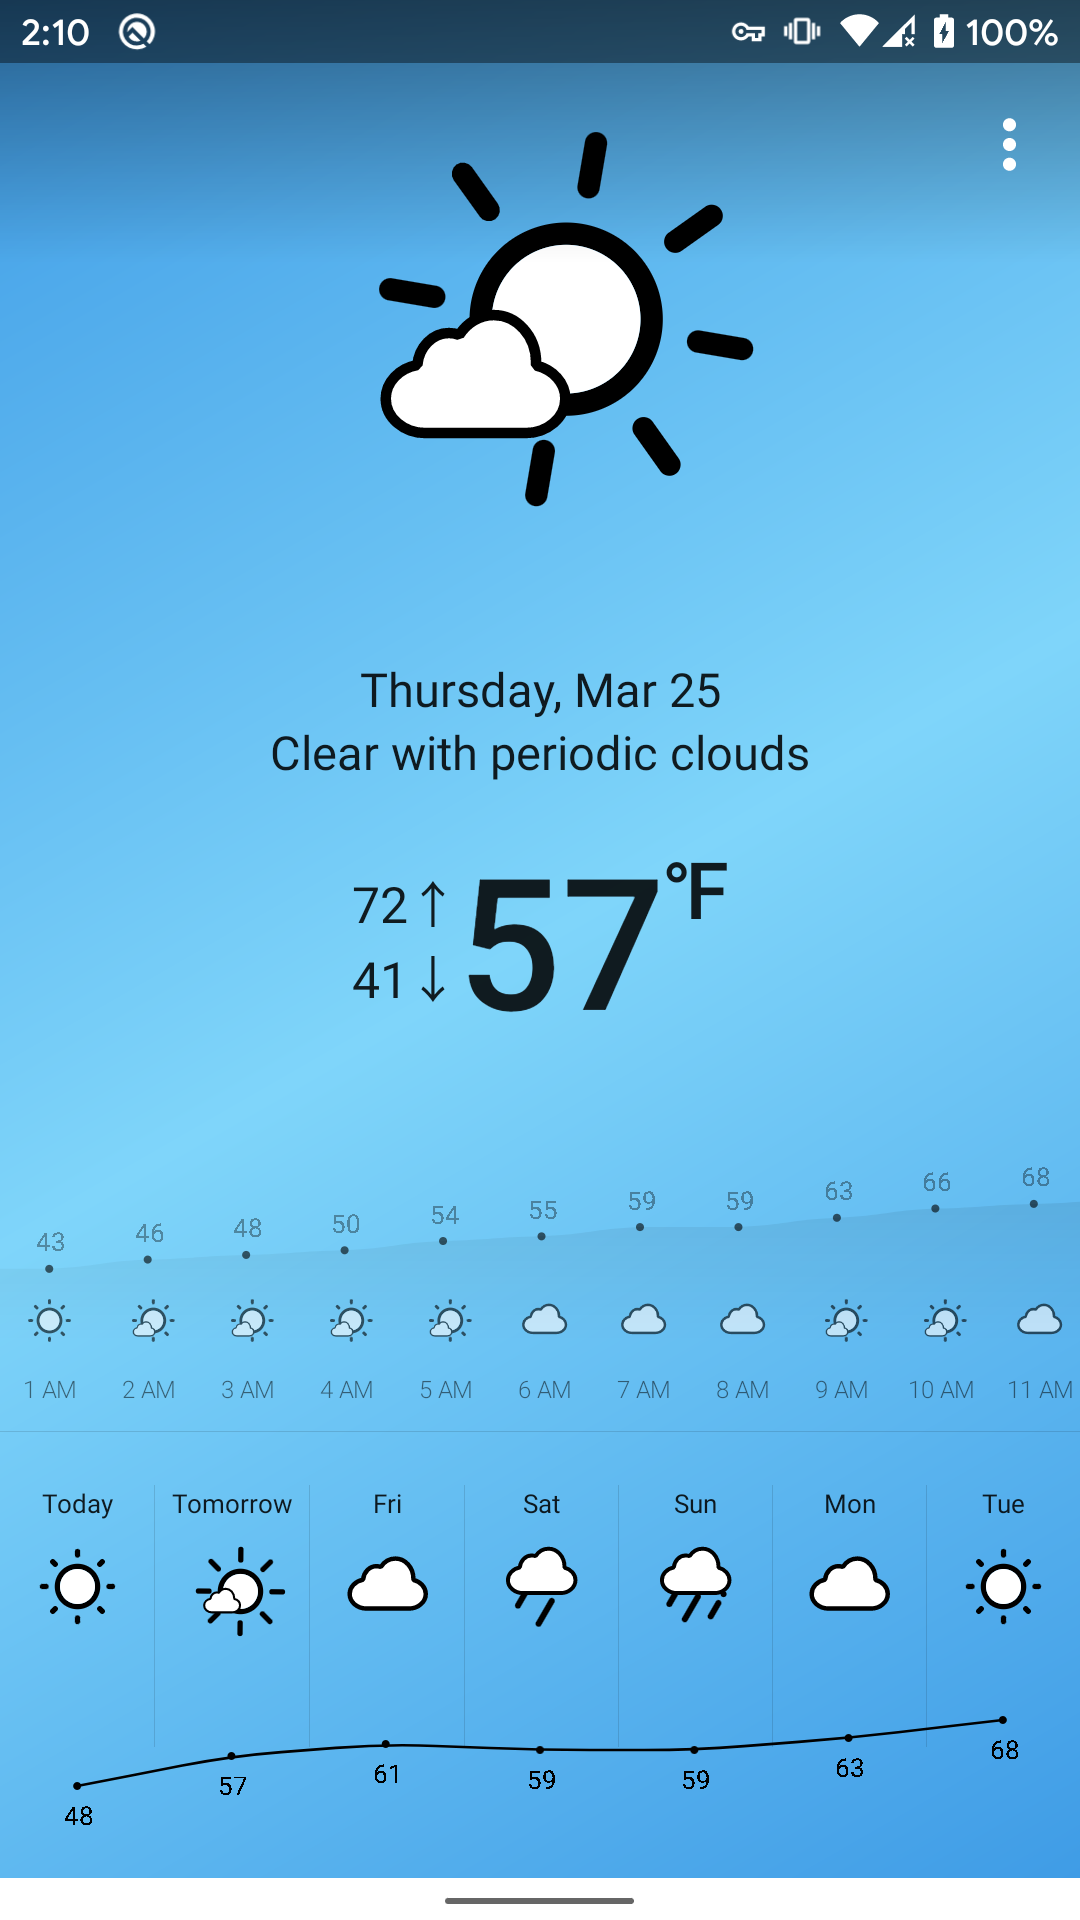 2:10 100%
Thursday, Mar 25
Clear with periodic clouds
72↑ 57°F
41↓
43 46 48 50 54 55 59 59 63 66 68
1 AM 2 AM 3 AM 4 AM 5 AM 6 AM 7 AM 8 AM 9 AM 10 AM 11 AM
Today Tomorrow Fri Sat Sun Mon Tue
48 57 61 59 59 63 68